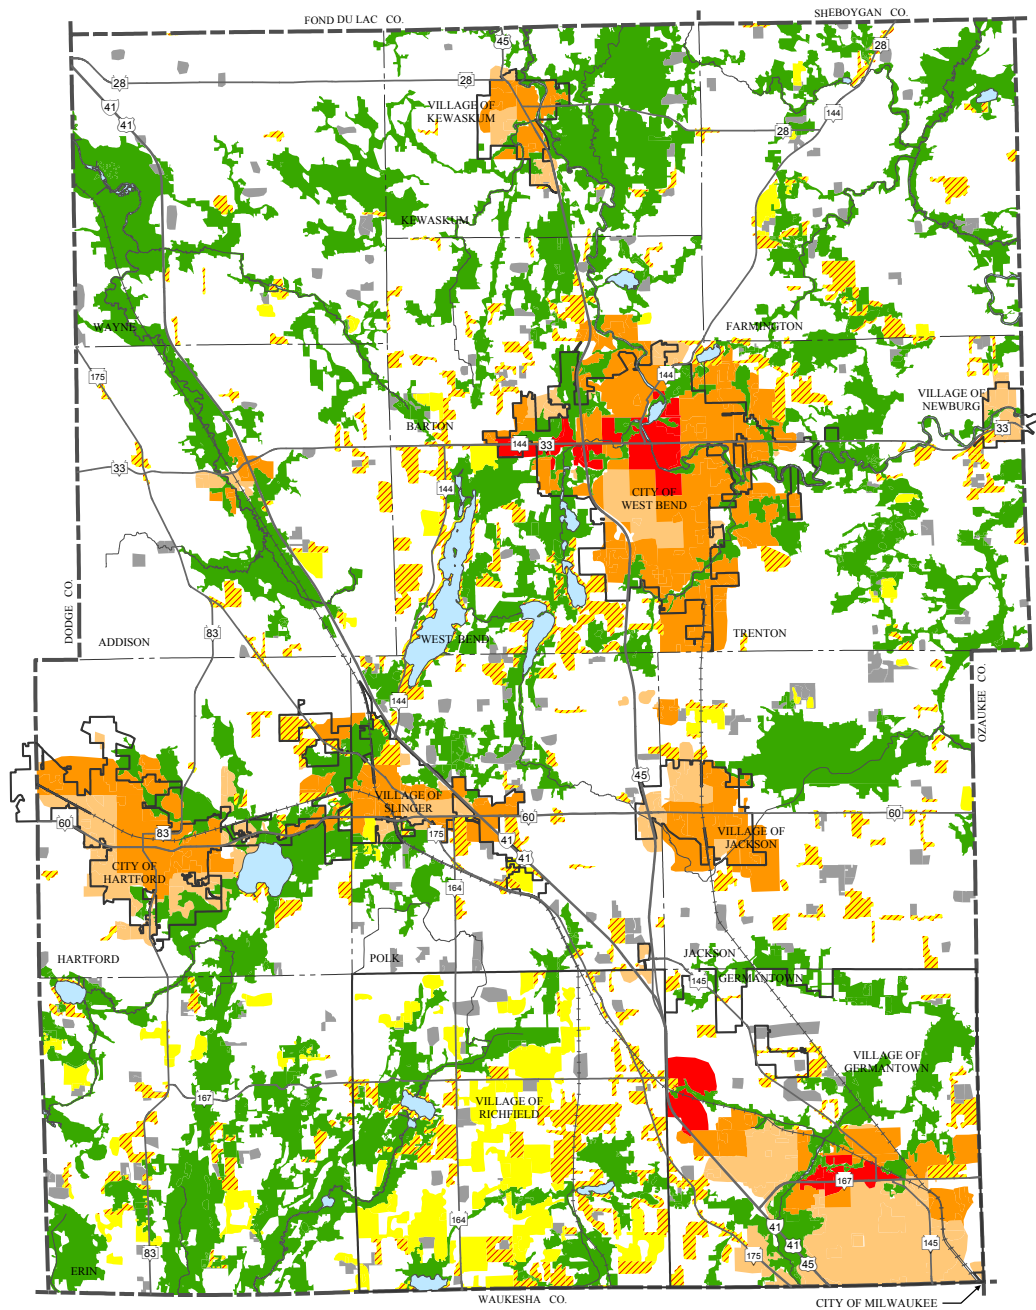 FOND DU LAC CO.
SHEBOYGAN CO.
45
28
28
28
41
41
VILLAGE OF
KEWASKUM
144
28
KEWASKUM
WAYNE
FARMINGTON
175
144
VILLAGE OF
NEWBURG
BARTON
33
144
33
33
144
CITY OF
WEST BEND
DODGE CO.
83
ADDISON
WEST BEND
TRENTON
OZAUKEE CO.
144
45
VILLAGE OF
SLINGER
60
83
175
60
60
41
41
VILLAGE OF
JACKSON
CITY OF
HARTFORD
164
HARTFORD
POLK
JACKSON
145
GERMANTOWN
VILLAGE OF
GERMANTOWN
167
VILLAGE OF
RICHFIELD
167
164
83
41
41
45
175
145
ERIN
WAUKESHA CO.
CITY OF MILWAUKEE